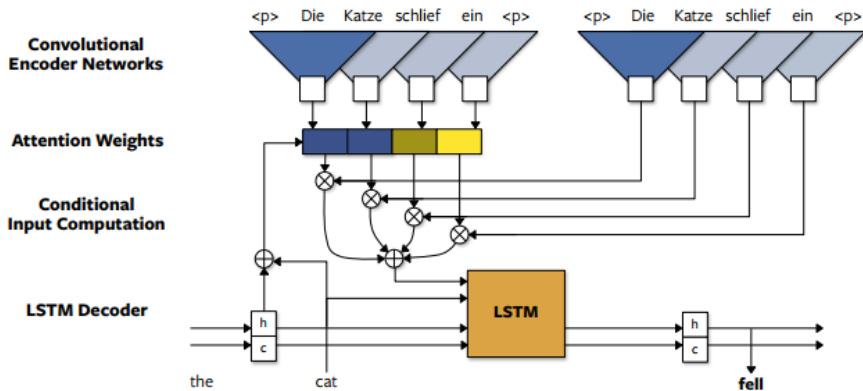 <p> Die Katze schlief ein <p> <p> Die Katze schlief ein <p>
Convolutional
Encoder Networks
Attention Weights
Conditional
Input Computation
LSTM Decoder
LSTM
h h
c c
the cat fell